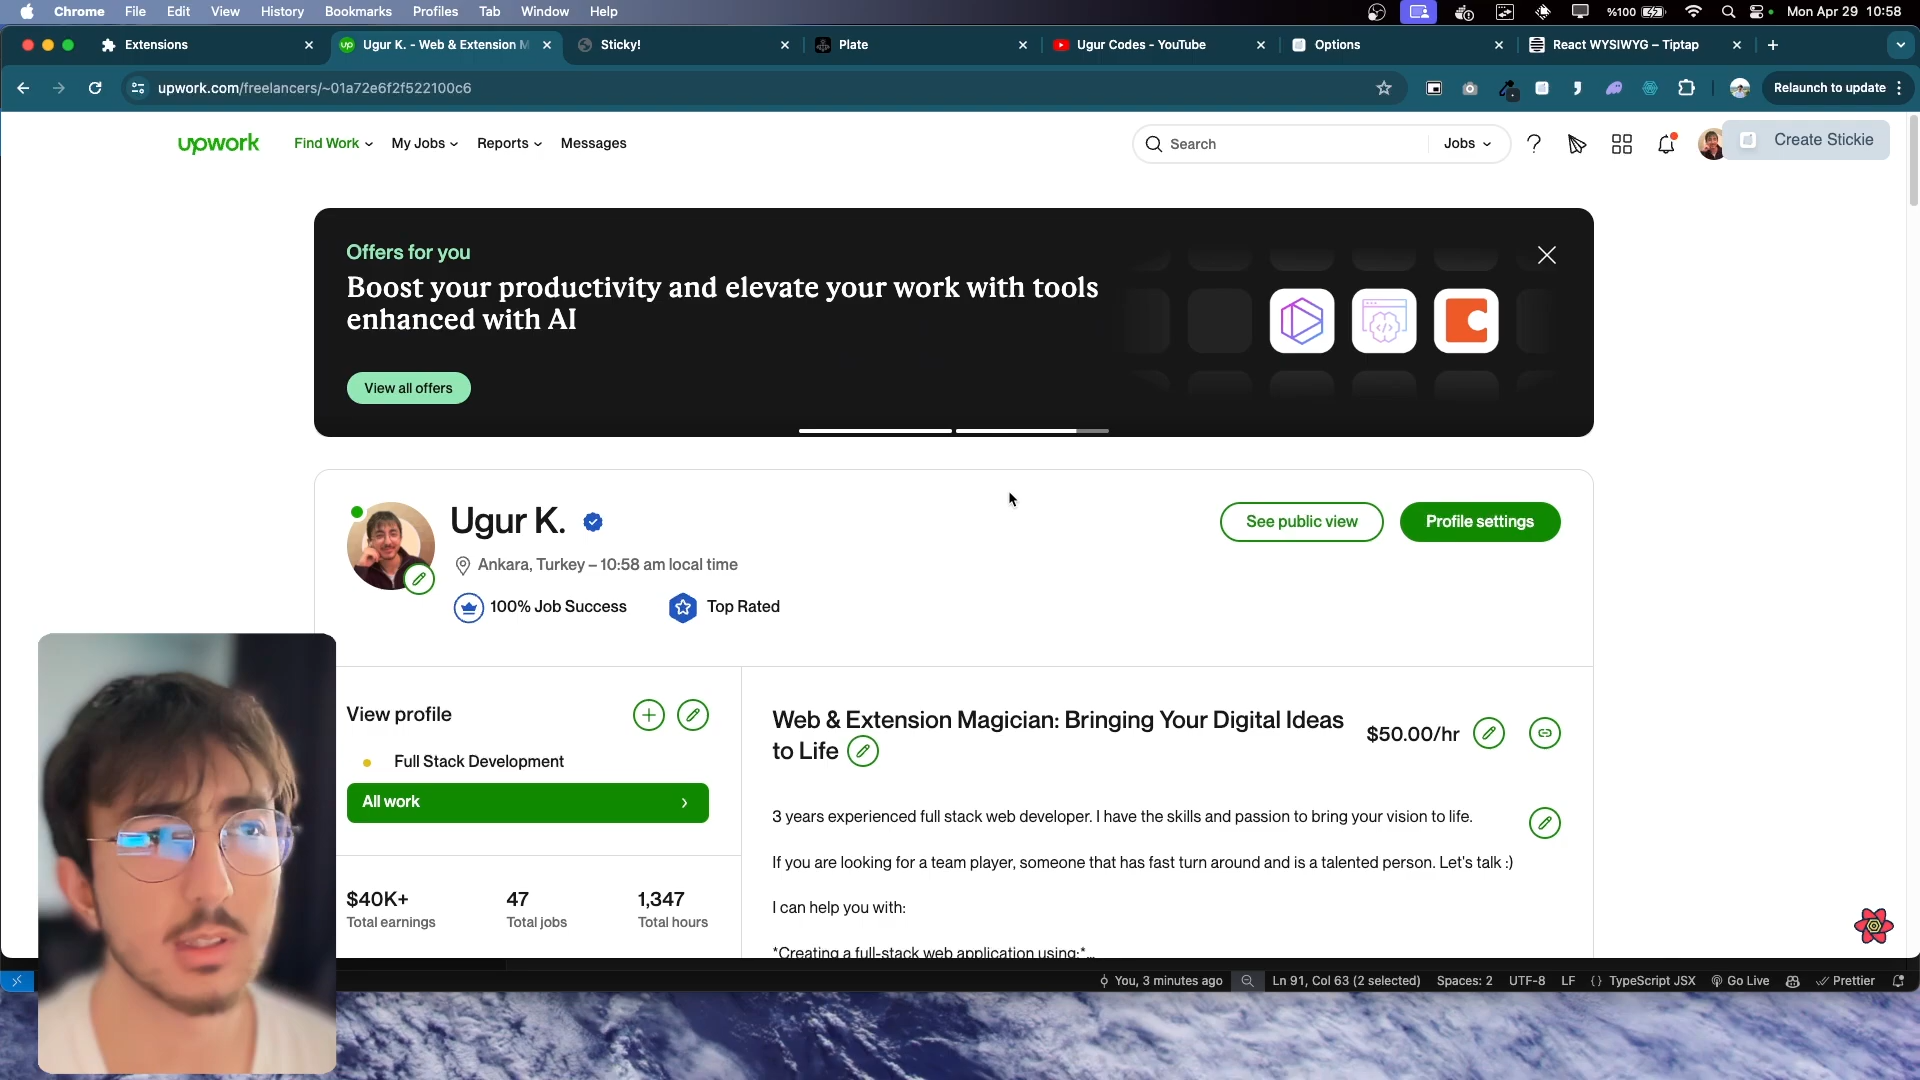 Chrome File Edit View History Bookmarks Profiles Tab Window Help %100 Mon Apr 29 10:58
Extensions Ugur K. - Web & Extension M Sticky! Plate Ugur Codes - YouTube Options React WYSIWYG – Tiptap
upwork.com/freelancers/~01a72e6f2f522100c6 Relaunch to update
upwork Find Work My Jobs Reports Messages Search Jobs Create Stickie
Offers for you
Boost your productivity and elevate your work with tools
enhanced with AI
View all offers
Ugur K. See public view Profile settings
Ankara, Turkey – 10:58 am local time
100% Job Success Top Rated
View profile
Full Stack Development
All work
$40K+ 47 1,347
Total earnings Total jobs Total hours
Web & Extension Magician: Bringing Your Digital Ideas
to Life
$50.00/hr
3 years experienced full stack web developer. I have the skills and passion to bring your vision to life.
If you are looking for a team player, someone that has fast turn around and is a talented person. Let's talk :)
I can help you with:
*Creating a full-stack web application using:*...
You, 3 minutes ago Ln 91, Col 63 (2 selected) Spaces: 2 UTF-8 LF {} TypeScript JSX Go Live Prettier